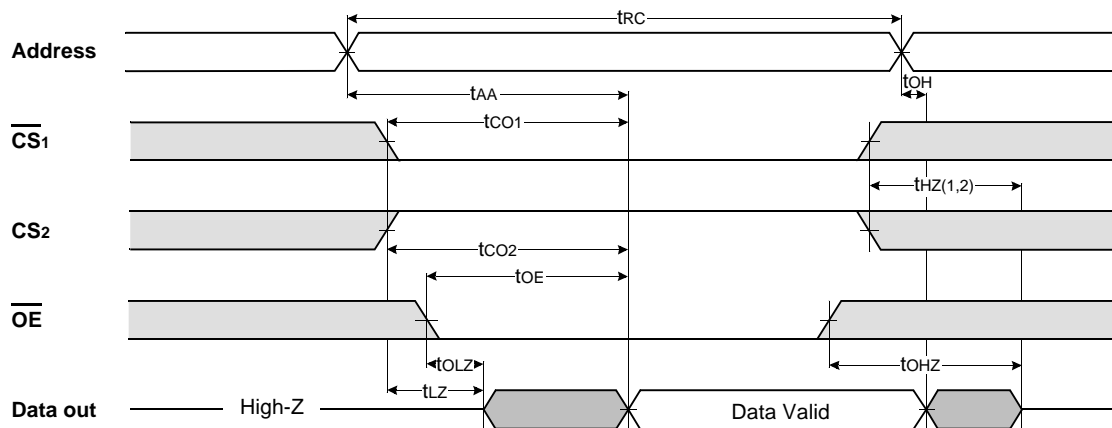 tRC
Address
tOH
tAA
tCO1
CS1
tHZ(1,2)
CS2
tCO2
tOE
OE
tOLZ
tOHZ
tLZ
Data out
High-Z
Data Valid